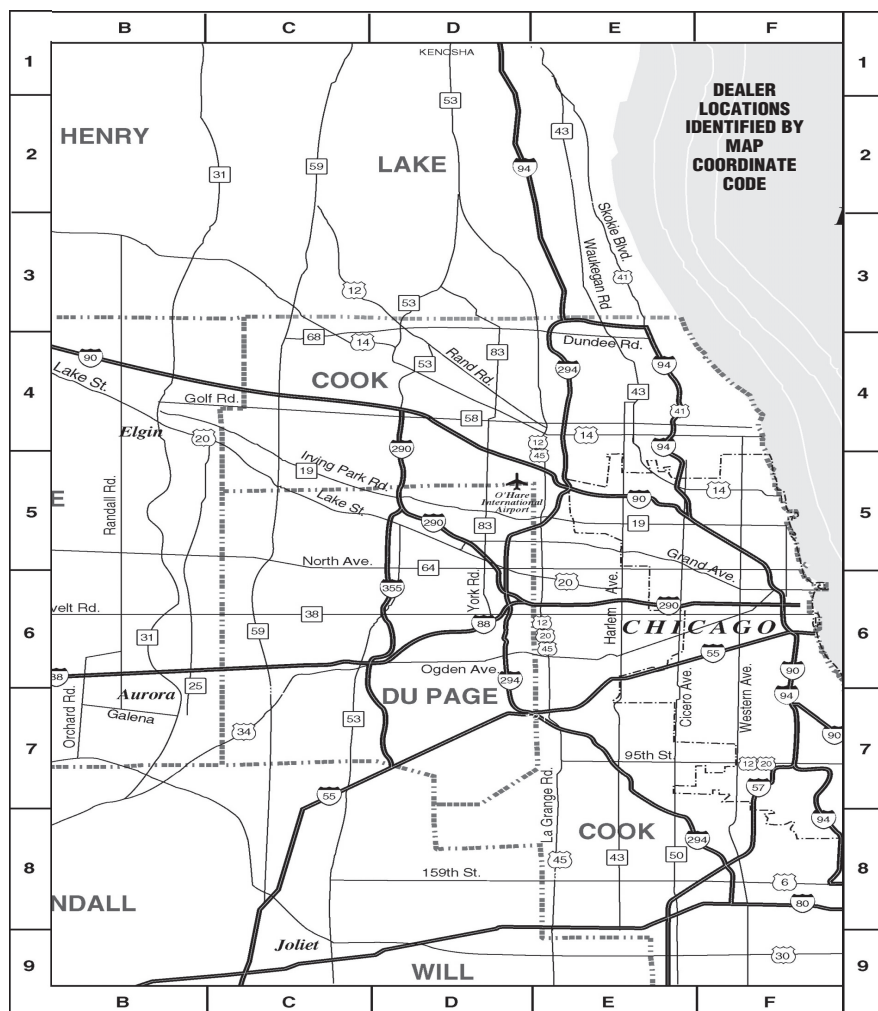 B C D E F
1 1
KENOSHA
DEALER
LOCATIONS
IDENTIFIED BY
MAP
COORDINATE
CODE
53
43
HENRY
2 2
LAKE
59
94
31
Skokie Blvd.
Waukegan Rd
3 3
41
12
53
68
14
Dundee Rd.
83
53
Rand Rd.
90
94
Lake St.
COOK
294
4 4
Golf Rd.
43
58
41
Elgin
20
12
14
45
94
290
Irving Park Rd.
19
O'Hare
International
Airport
E
Randall Rd.
Lake St.
90
14
5 5
290
83
19
North Ave.
64
Grand Ave.
20
York Rd.
Harlem Ave.
355
velt Rd.
38
290
59
88
12
CHICAGO
6 6
31
20
45
55
Ogden Ave.
90
88
294
Orchard Rd.
Aurora
25
DU PAGE
Cicero Ave.
Western Ave.
94
Galena
34
53
90
7 7
95th St.
12 20
La Grange Rd.
57
55
94
COOK
294
45
43
50
8 8
159th St.
6
NDALL
80
Joliet
30
9 9
WILL
B C D E F